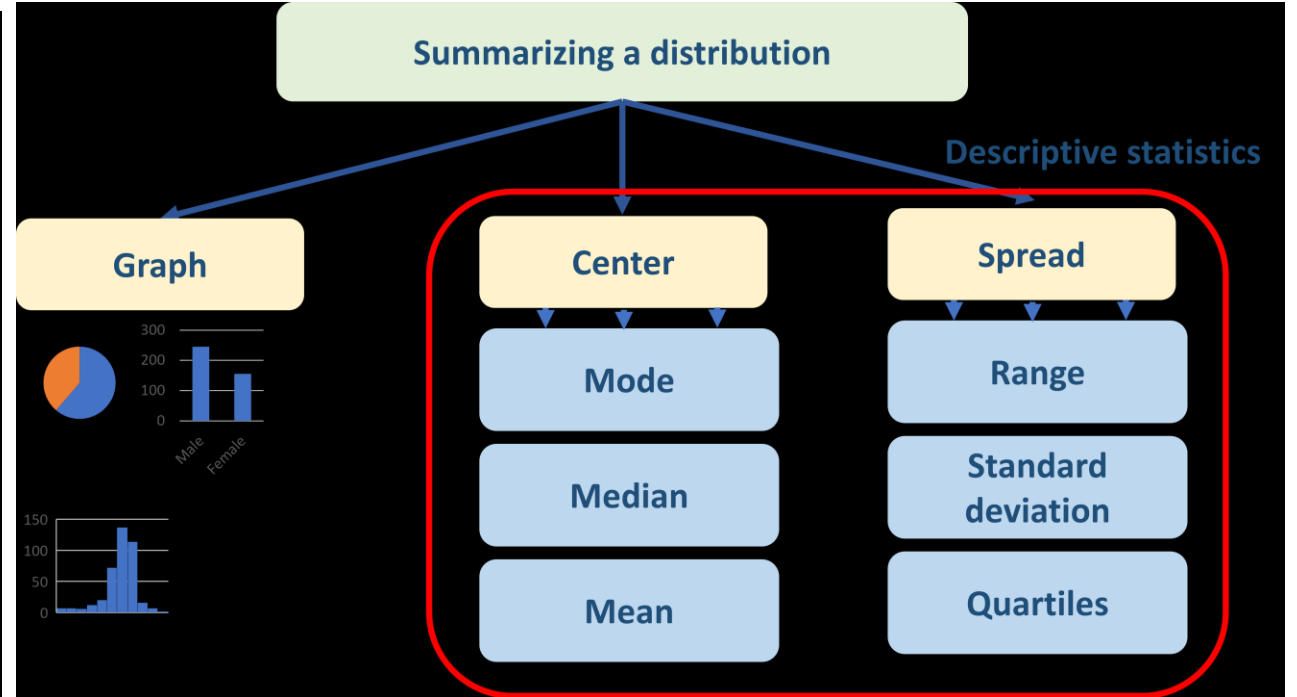 Summarizing a distribution
Descriptive statistics
Graph
Center
Spread
300
200
100
0
Male
Female
150
100
50
0
Mode
Median
Mean
Range
Standard
deviation
Quartiles